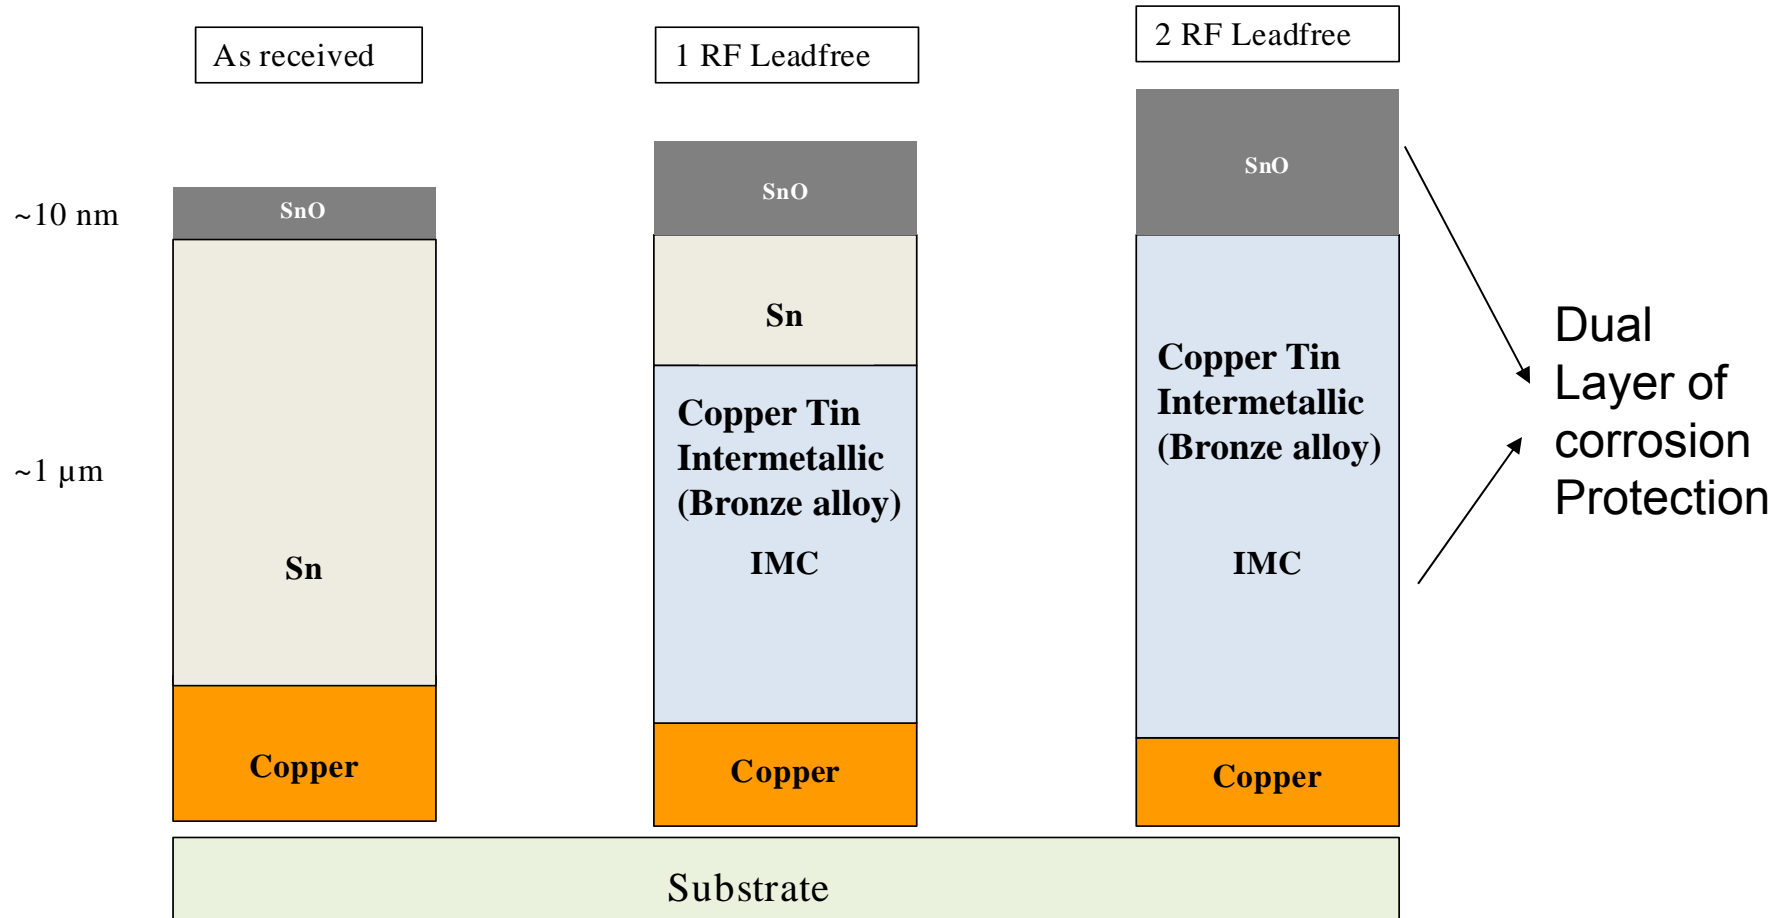 As received
1 RF Leadfree
2 RF Leadfree
~10 nm
~1 µm
SnO
Sn
Copper
SnO
Sn
Copper Tin
Intermetallic
(Bronze alloy)
IMC
Copper
SnO
Copper Tin
Intermetallic
(Bronze alloy)
IMC
Copper
Dual
Layer of
corrosion
Protection
Substrate